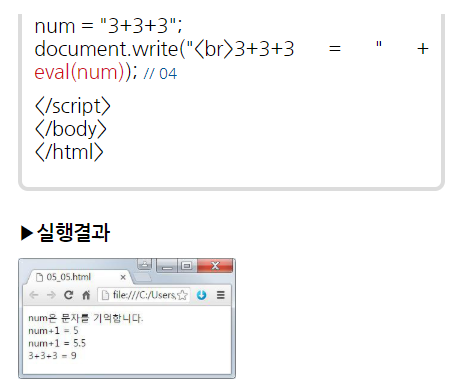 num = "3+3+3";
document.write("〈br〉3+3+3 = " +
eval(num)); // 04
〈/script〉
〈/body〉
〈/html〉
▶실행결과
05_05.html
file:///C:/Users,
num은 문자를 기억합니다.
num+1 = 5
num+1 = 5.5
3+3+3 = 9